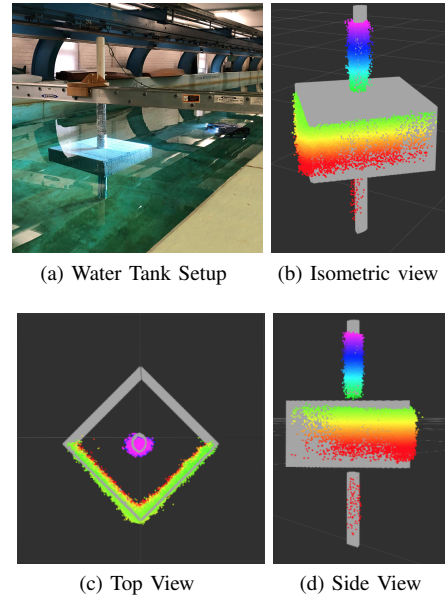 (a) Water Tank Setup
(b) Isometric view
(c) Top View
(d) Side View